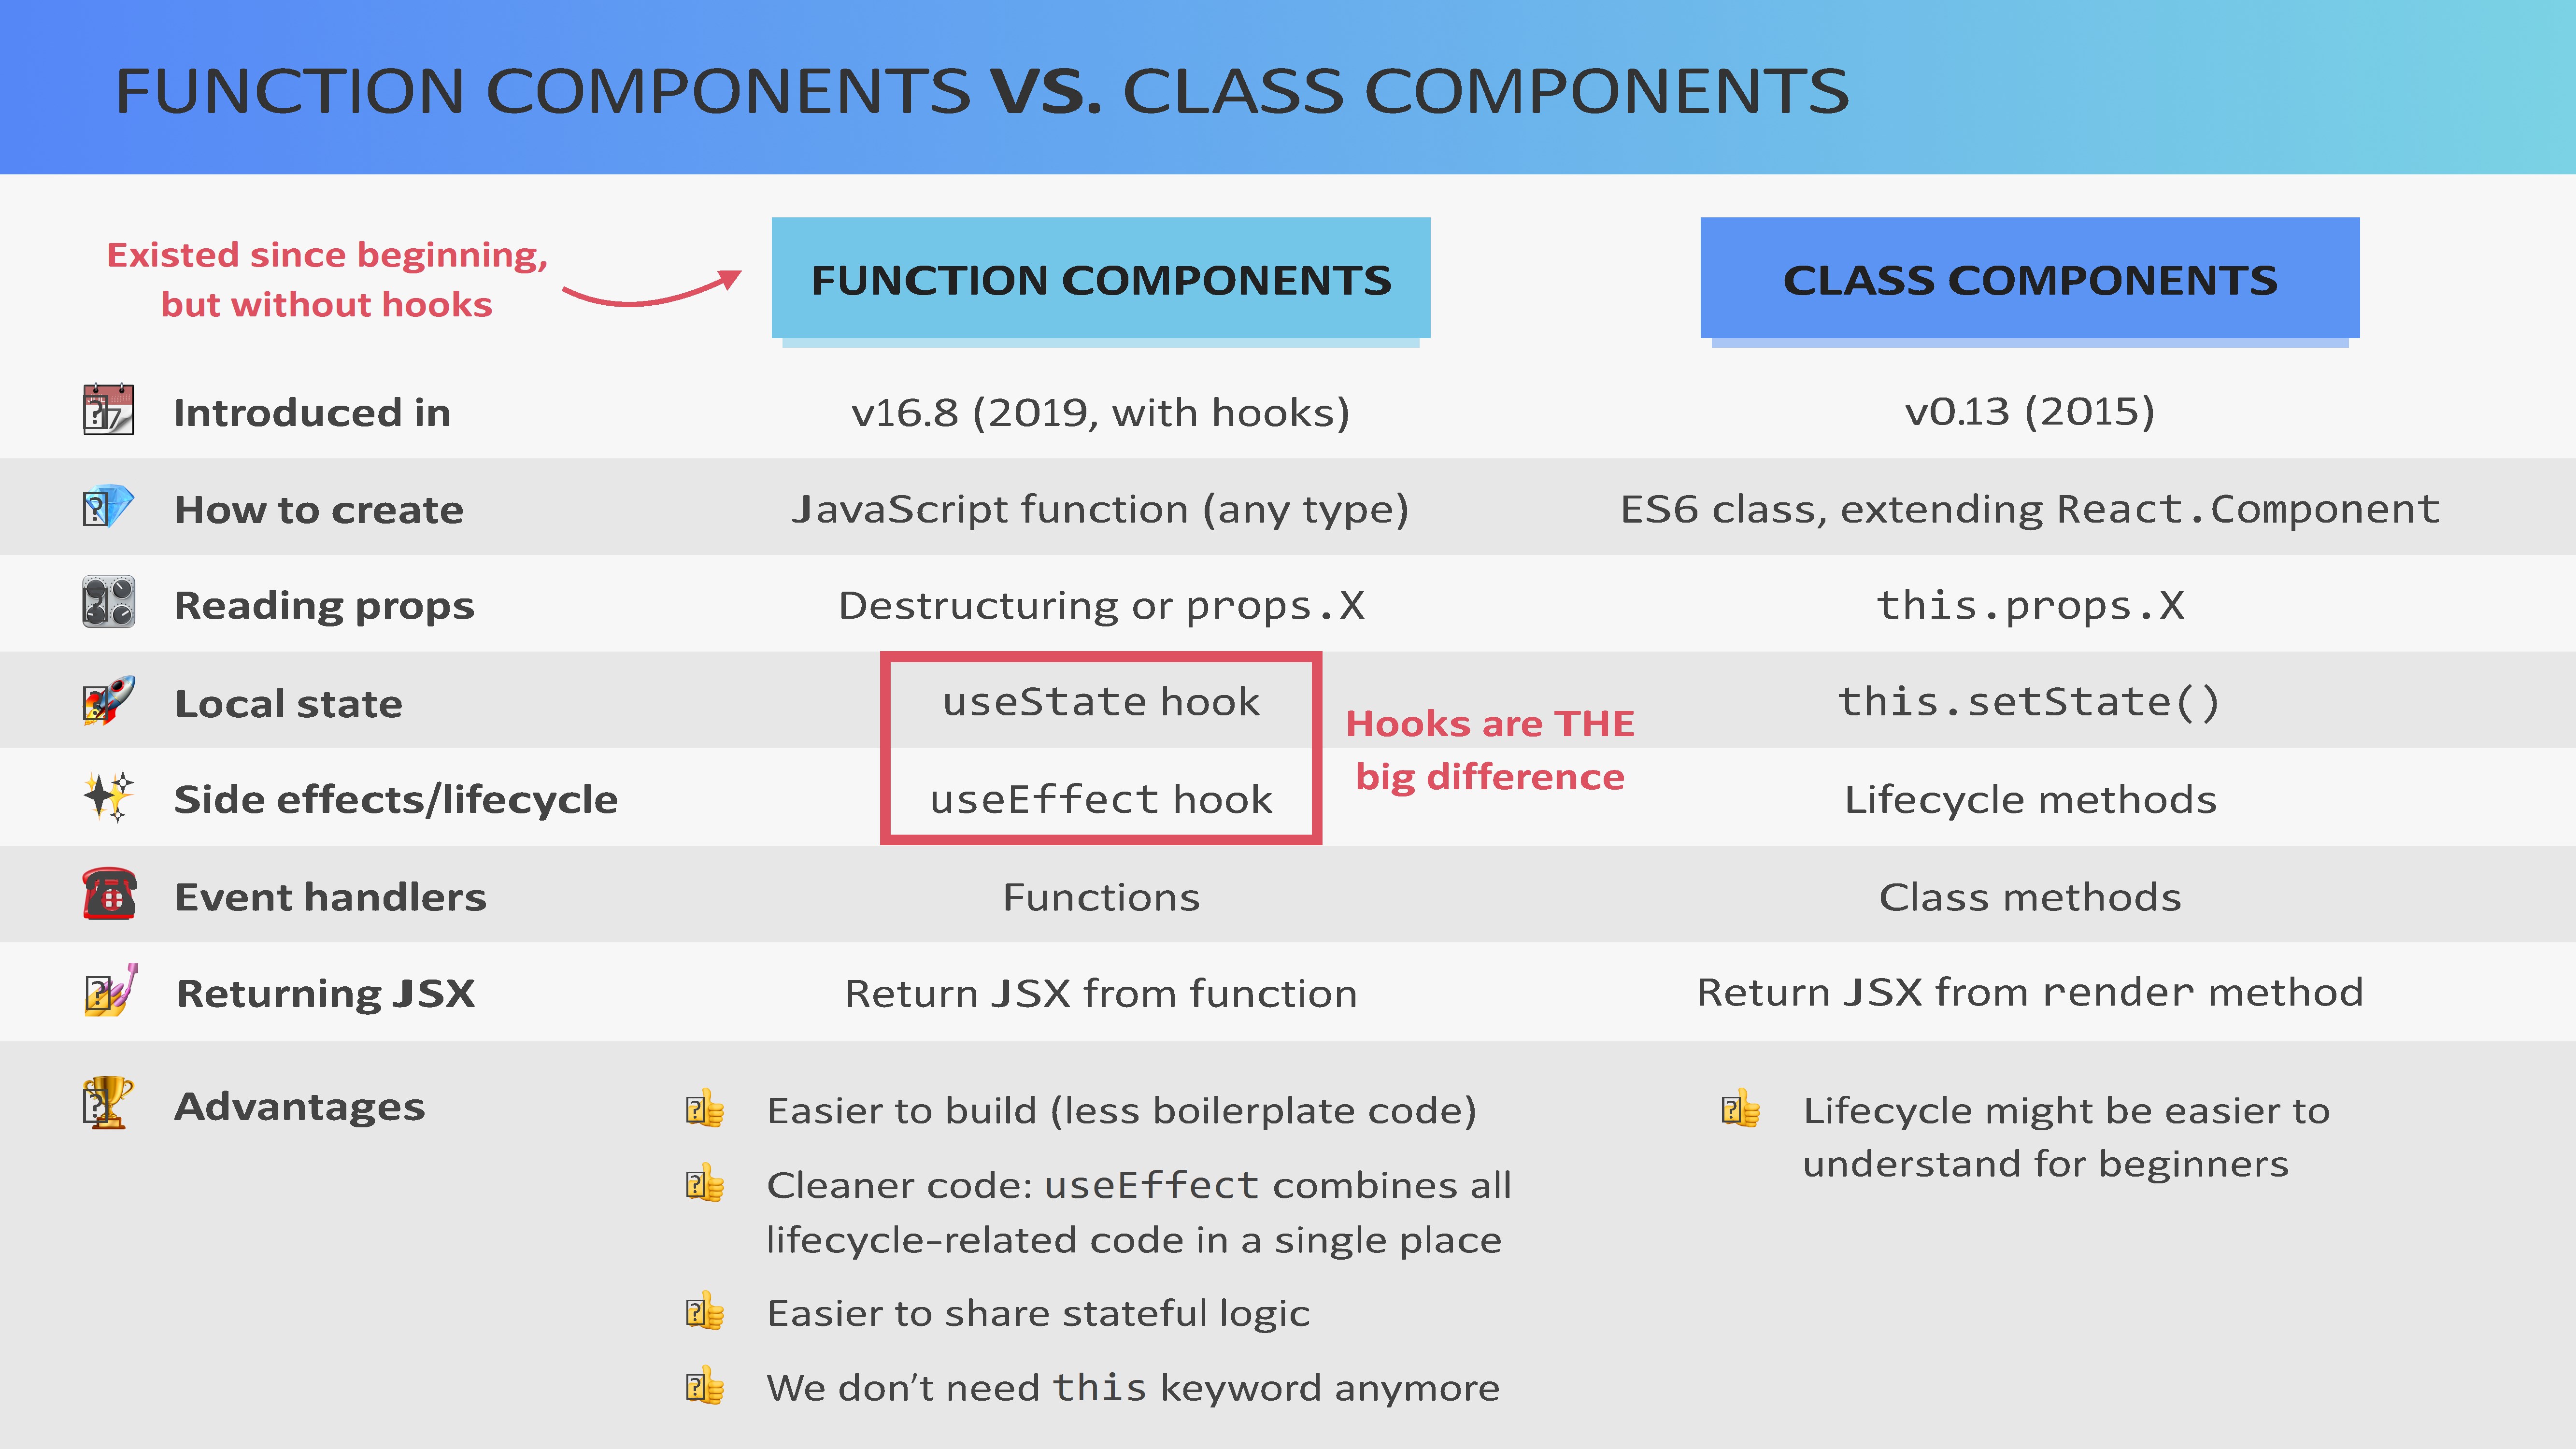 FUNCTION COMPONENTS VS. CLASS COMPONENTS
Existed since beginning,
but without hooks
FUNCTION COMPONENTS
CLASS COMPONENTS
Introduced in
v16.8 (2019, with hooks)
v0.13 (2015)
How to create
JavaScript function (any type)
ES6 class, extending React.Component
Reading props
Destructuring or props.X
this.props.X
Local state
useState hook
this.setState()
Hooks are THE
big difference
Side effects/lifecycle
useEffect hook
Lifecycle methods
Event handlers
Functions
Class methods
Returning JSX
Return JSX from function
Return JSX from render method
Advantages
Easier to build (less boilerplate code)
Cleaner code: useEffect combines all
lifecycle-related code in a single place
Easier to share stateful logic
We don’t need this keyword anymore
Lifecycle might be easier to
understand for beginners